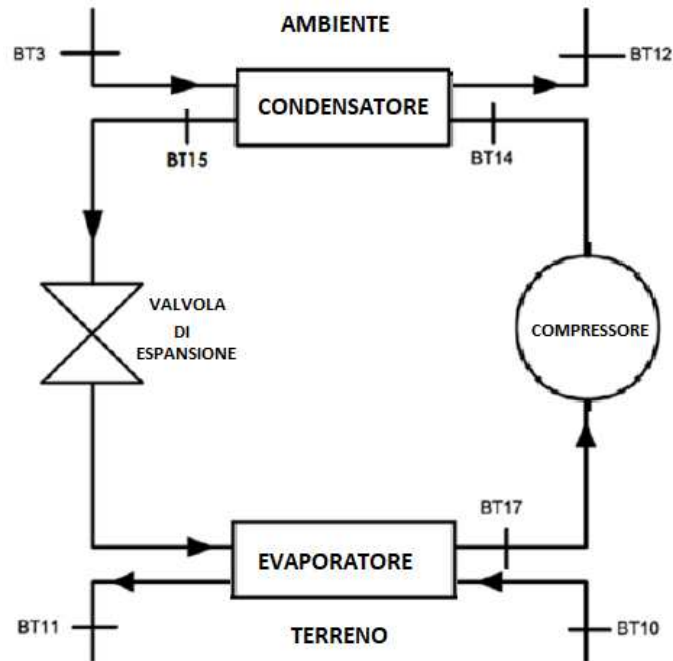 AMBIENTE
BT3
BT12
CONDENSATORE
BT15
BT14
VALVOLA
DI
ESPANSIONE
COMPRESSORE
BT17
EVAPORATORE
BT11
TERRENO
BT10